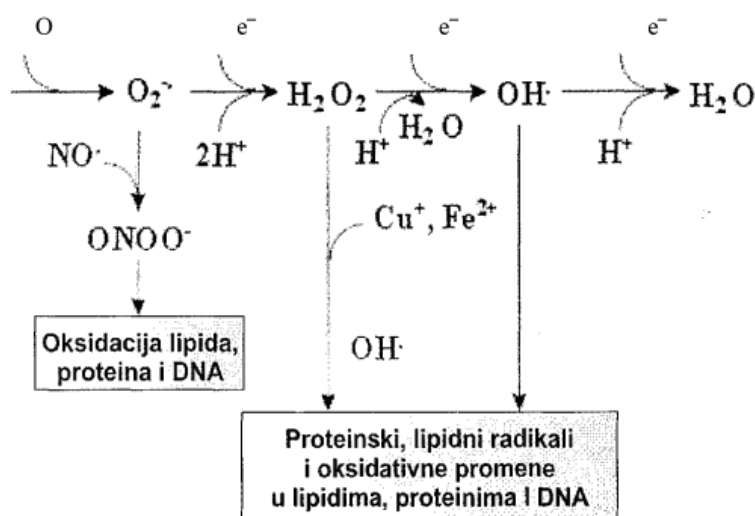 O e⁻ e⁻ e⁻
O₂⁻· H₂O₂ OH· H₂O
NO· 2H⁺ H⁺ H₂O H⁺
Cu⁺, Fe²⁺
ONOO⁻
Oksidacija lipida,
proteina i DNA
OH·
Proteinski, lipidni radikali
i oksidativne promene
u lipidima, proteinima I DNA